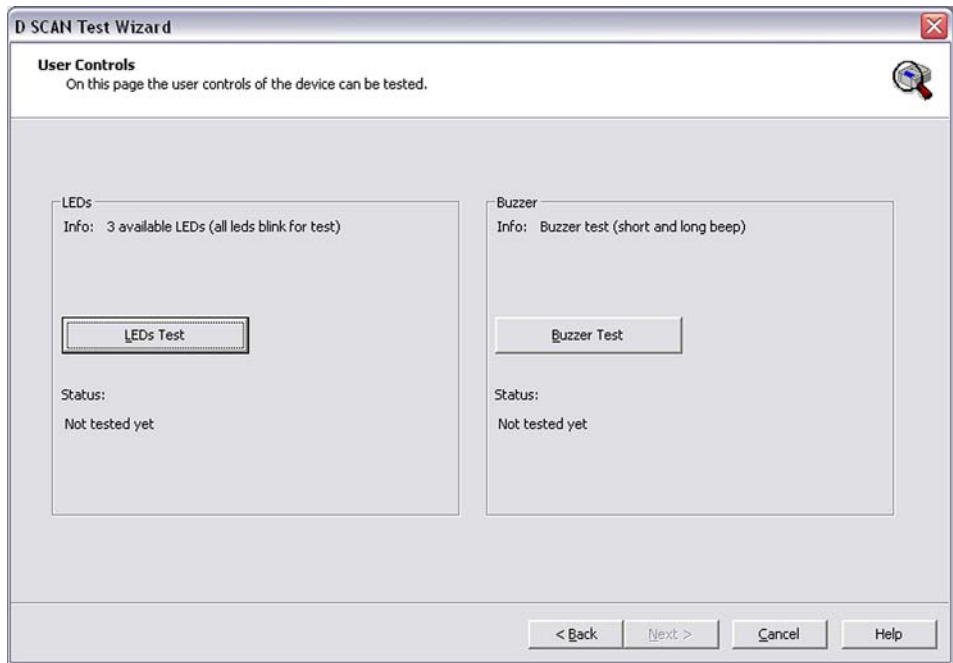 D SCAN Test Wizard
User Controls
On this page the user controls of the device can be tested.
LEDs
Info: 3 available LEDs (all leds blink for test)
LEDs Test
Status:
Not tested yet
Buzzer
Info: Buzzer test (short and long beep)
Buzzer Test
Status:
Not tested yet
< Back Next > Cancel Help